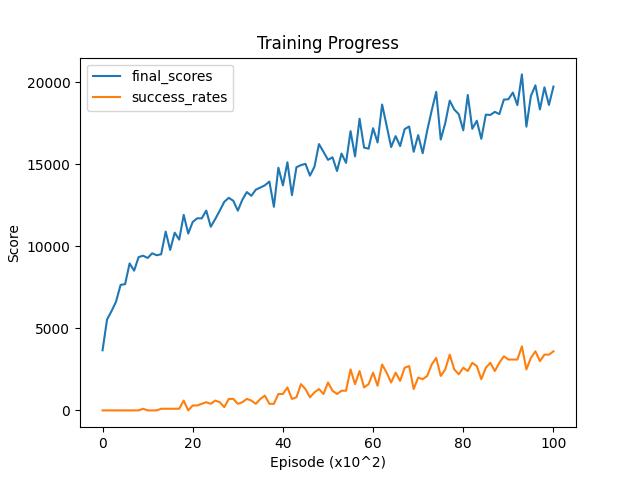 Training Progress
final_scores
success_rates
Score
20000
15000
10000
5000
0
0 20 40 60 80 100
Episode (x10^2)